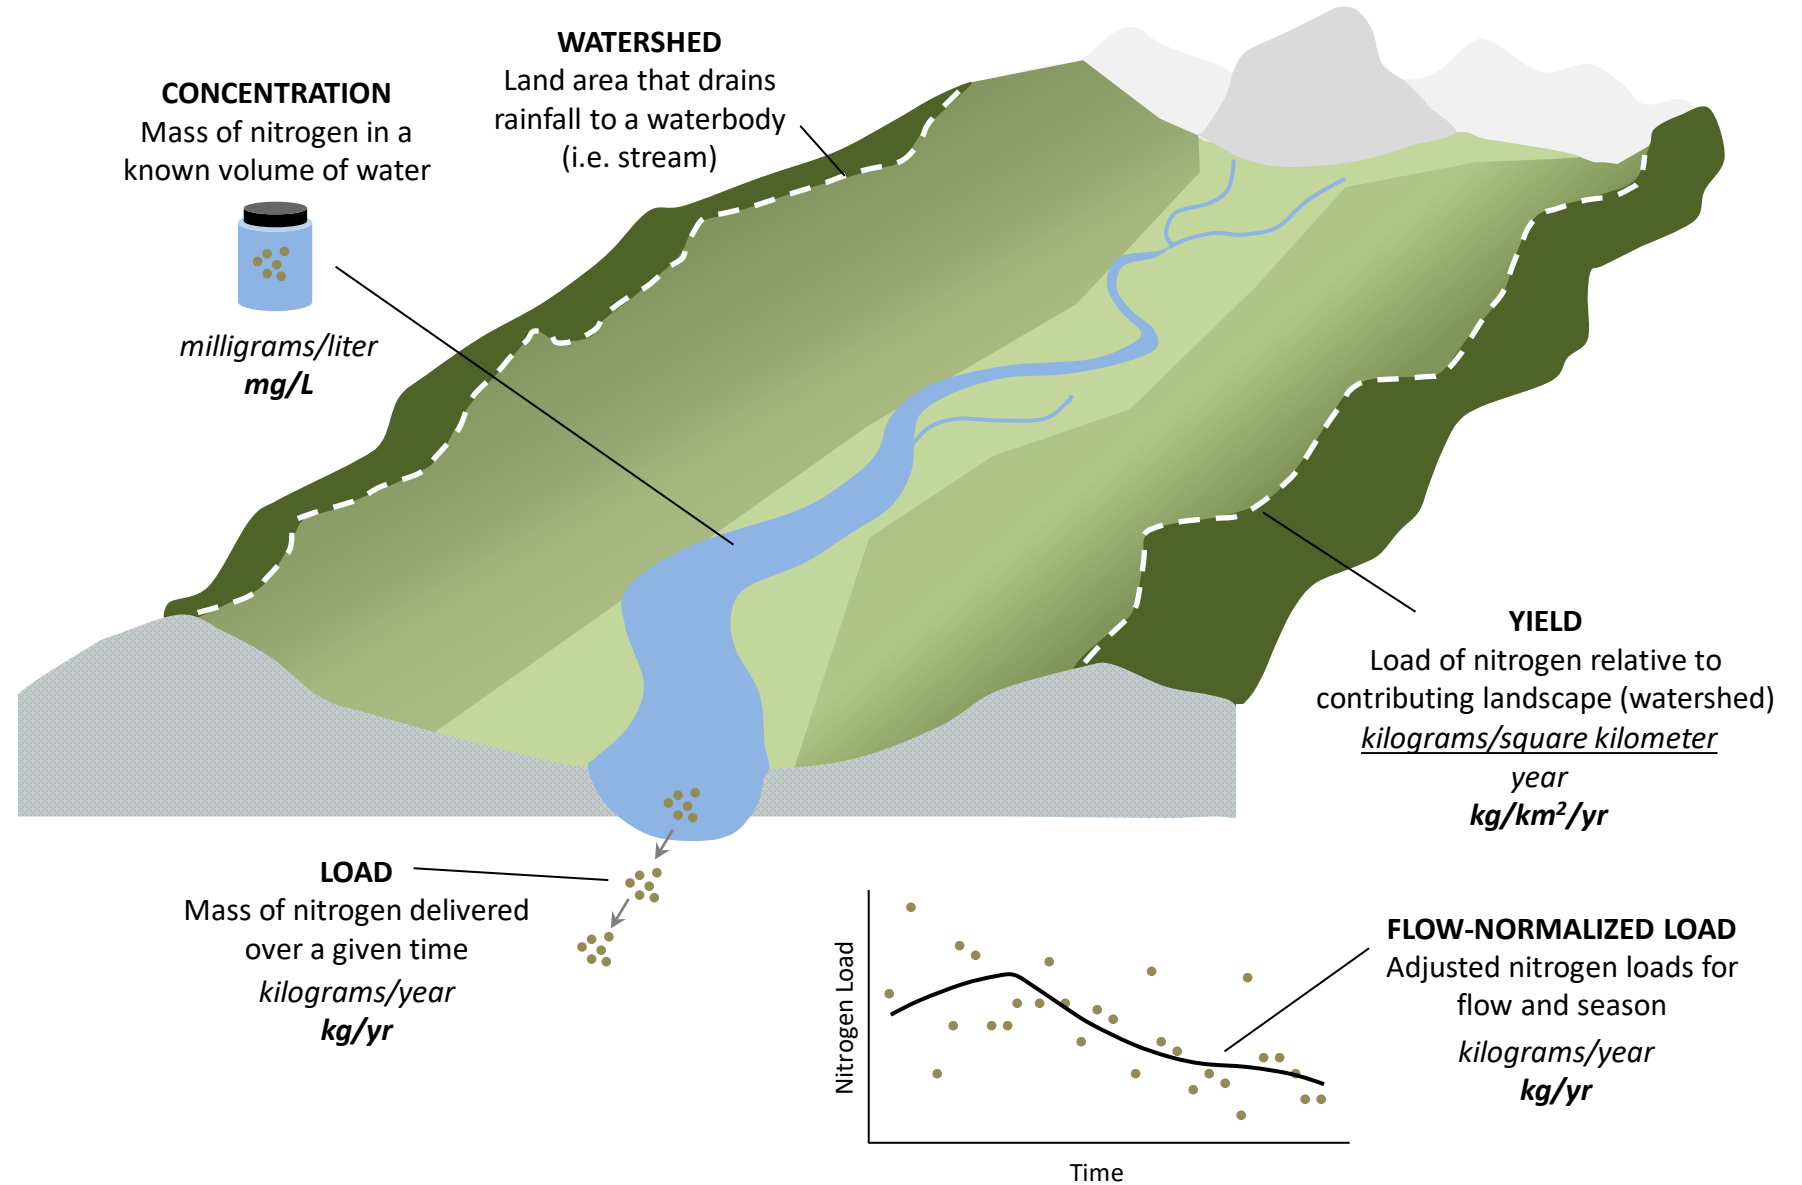 WATERSHED
Land area that drains
rainfall to a waterbody
(i.e. stream)
CONCENTRATION
Mass of nitrogen in a
known volume of water
milligrams/liter
mg/L
YIELD
Load of nitrogen relative to
contributing landscape (watershed)
kilograms/square kilometer
year
kg/km²/yr
LOAD
Mass of nitrogen delivered
over a given time
kilograms/year
kg/yr
FLOW-NORMALIZED LOAD
Adjusted nitrogen loads for
flow and season
kilograms/year
kg/yr
Nitrogen Load
Time